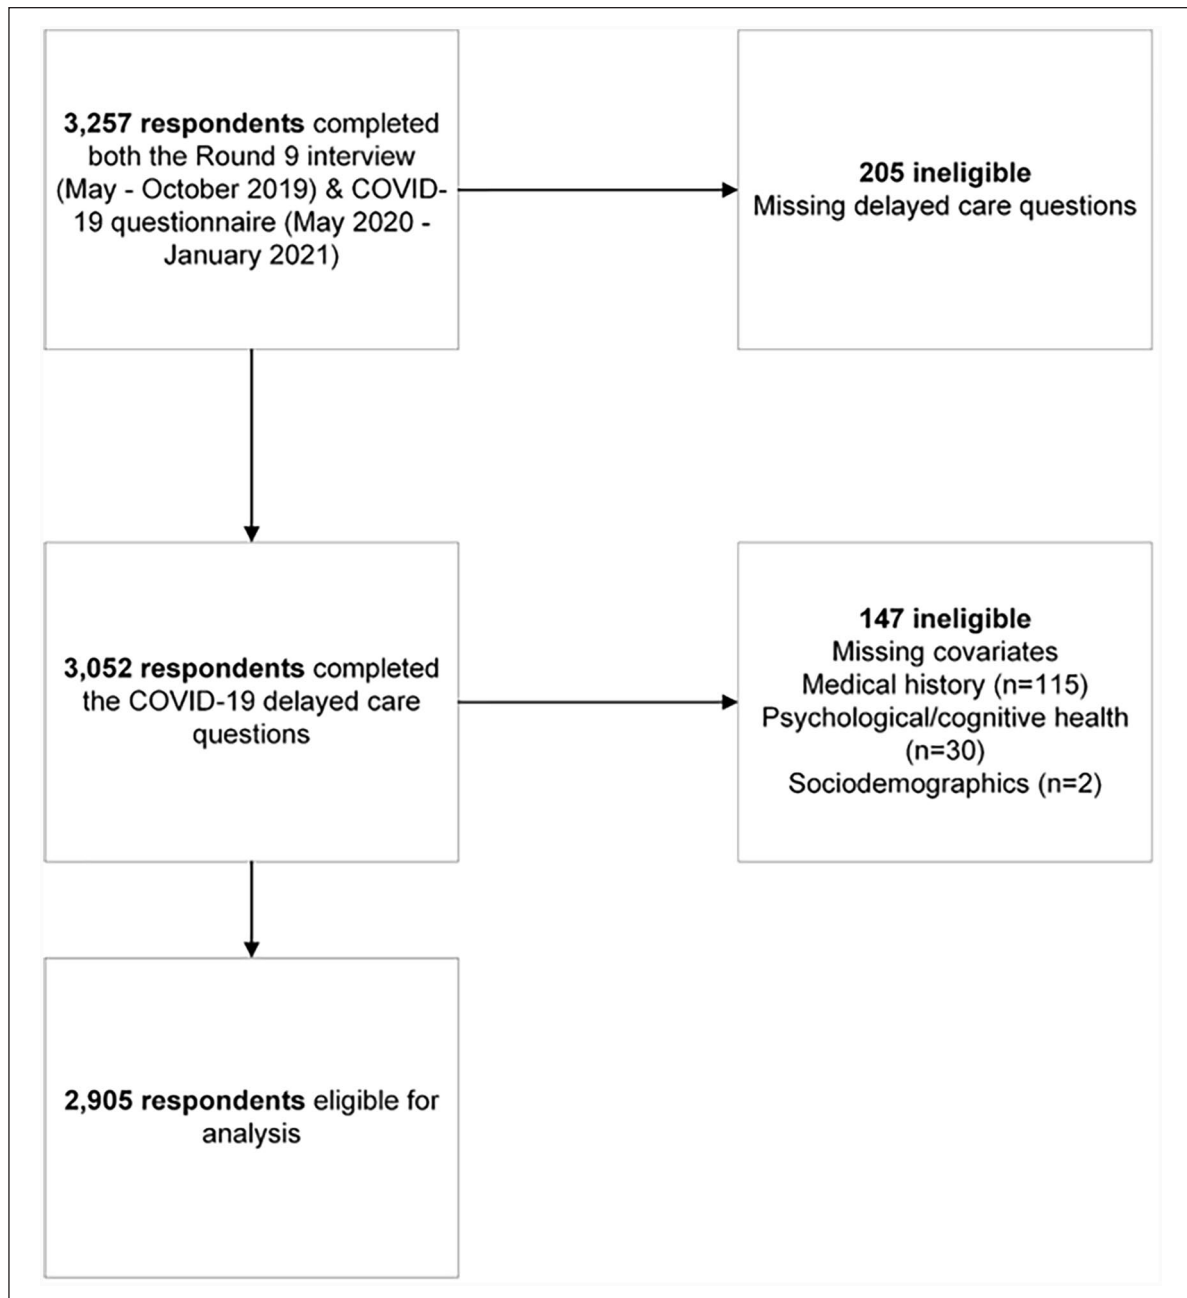 3,257 respondents completed
both the Round 9 interview
(May - October 2019) & COVID-
19 questionnaire (May 2020 -
January 2021)
205 ineligible
Missing delayed care questions
3,052 respondents completed
the COVID-19 delayed care
questions
147 ineligible
Missing covariates
Medical history (n=115)
Psychological/cognitive health
(n=30)
Sociodemographics (n=2)
2,905 respondents eligible for
analysis